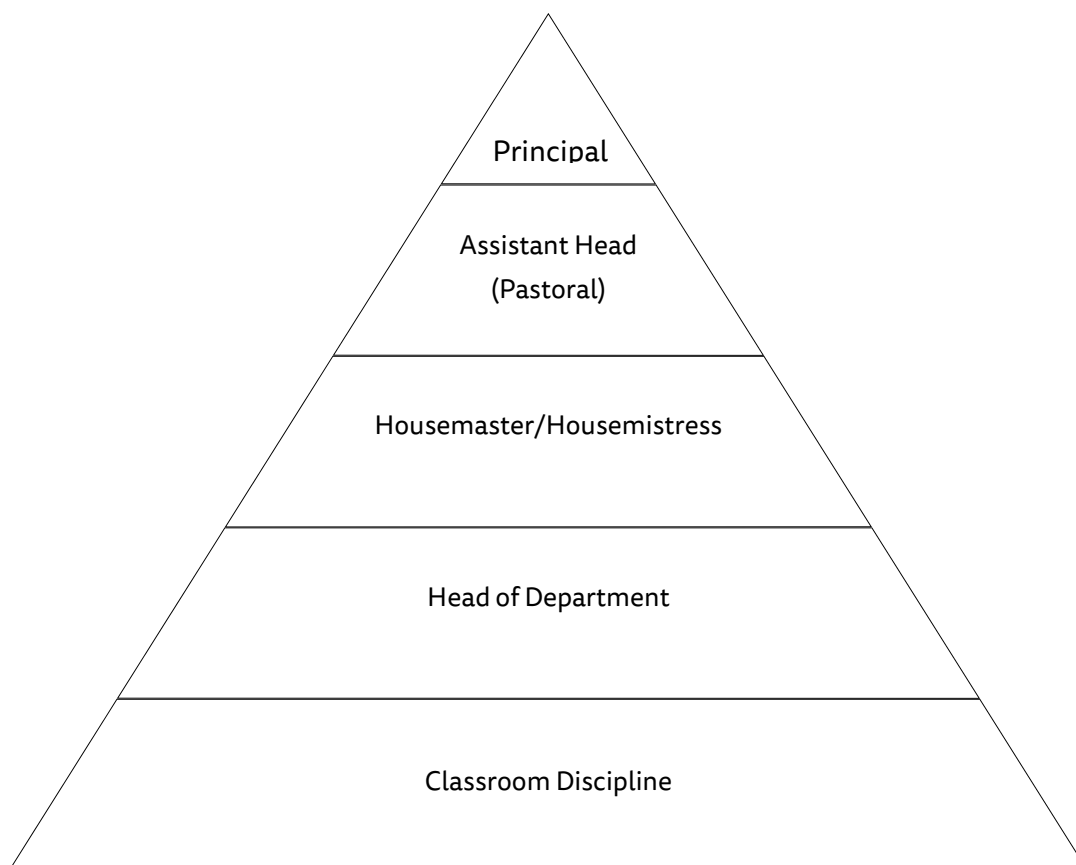 Principal
Assistant Head
(Pastoral)
Housemaster/Housemistress
Head of Department
Classroom Discipline